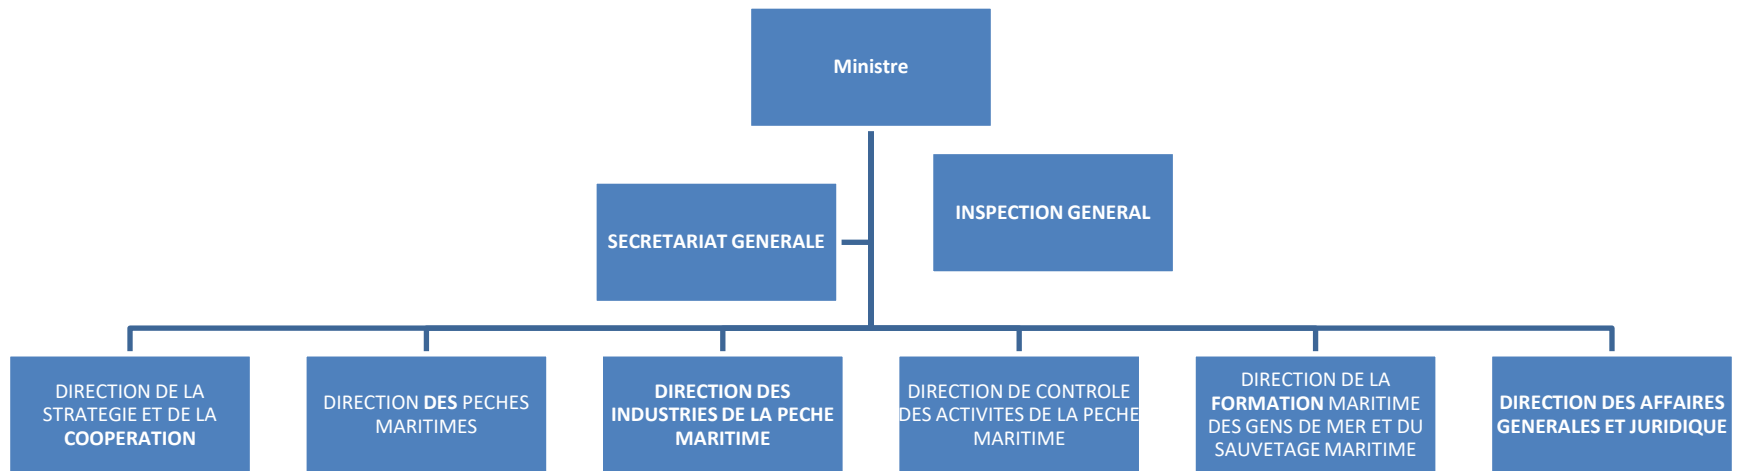 Ministre
INSPECTION GENERAL
SECRETARIAT GENERALE
DIRECTION DE LA
STRATEGIE ET DE LA
COOPERATION
DIRECTION DES PECHES
MARITIMES
DIRECTION DES
INDUSTRIES DE LA PECHE
MARITIME
DIRECTION DE CONTROLE
DES ACTIVITES DE LA PECHE
MARITIME
DIRECTION DE LA
FORMATION MARITIME
DES GENS DE MER ET DU
SAUVETAGE MARITIME
DIRECTION DES AFFAIRES
GENERALES ET JURIDIQUE